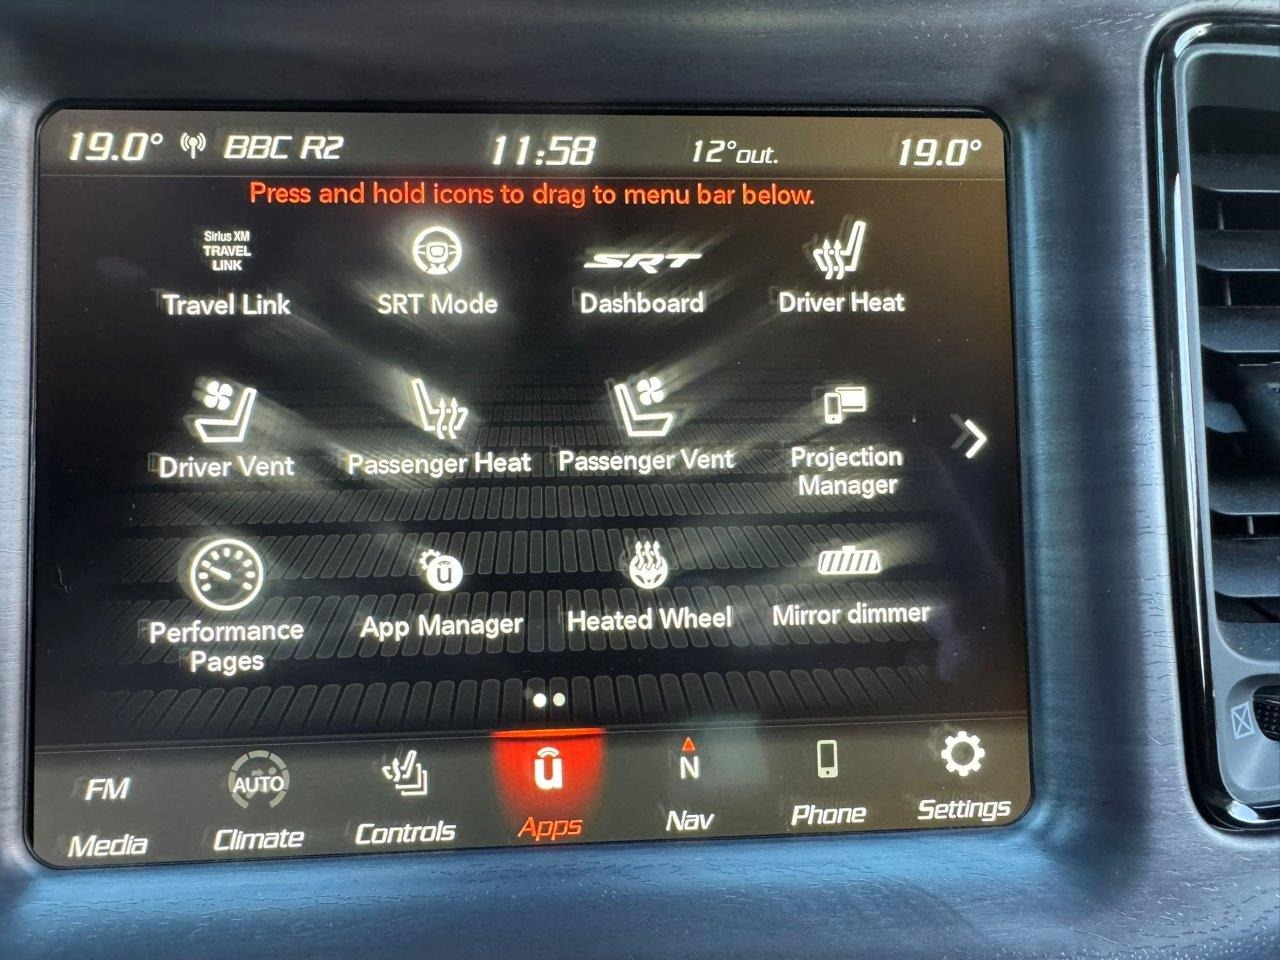 19.0° BBC R2 11:58 12°out. 19.0°
Press and hold icons to drag to menu bar below.
Sirius XM
TRAVEL
LINK
Travel Link
SRT Mode
SRT
Dashboard
Driver Heat
Driver Vent
Passenger Heat
Passenger Vent
Projection
Manager
Performance
Pages
ü
App Manager
Heated Wheel
Mirror dimmer
FM
Media
AUTO
Climate
Controls
ü
Apps
N
Nav
Phone
Settings